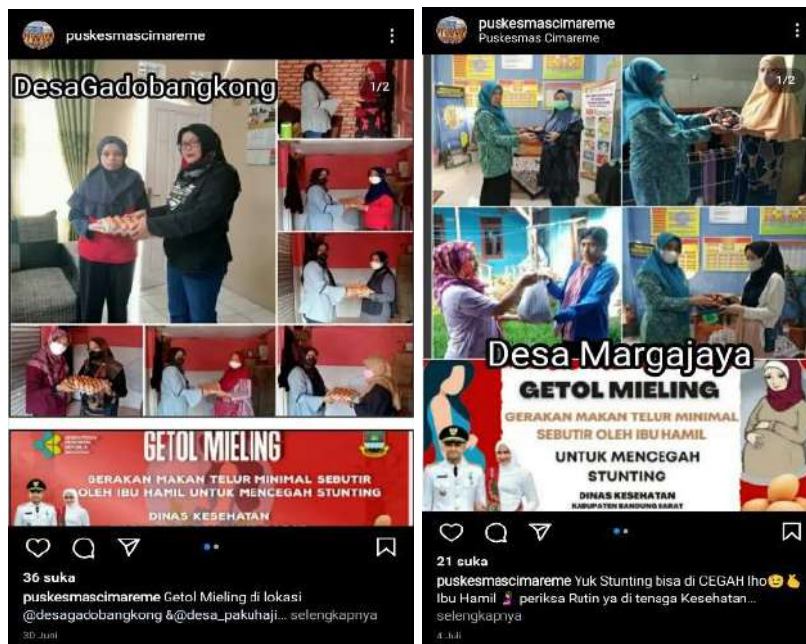 puskesmascimareme
DesaGadobangkong
1/2
GETOL MIELING
GERAKAN MAKAN TELUR MINIMAL SEBUTIR
OLEH IBU HAMIL UNTUK MENCEGAH STUNTING
DINAS KESEHATAN
36 suka
puskesmascimareme Getol Mieling di lokasi
@desagadobangkong &@desa_pakuhaji... selengkapnya
30 Juni
puskesmascimareme
Puskesmas Cimareme
1/2
Desa Margajaya
GETOL MIELING
GERAKAN MAKAN TELUR MINIMAL
SEBUTIR OLEH IBU HAMIL
UNTUK MENCEGAH
STUNTING
DINAS KESEHATAN
KABUPATEN BANDUNG BARAT
21 suka
puskesmascimareme Yuk Stunting bisa di CEGAH lho😉🫰
Ibu Hamil 🤰 periksa Rutin ya di tenaga Kesehatan...
selengkapnya
4 Juli